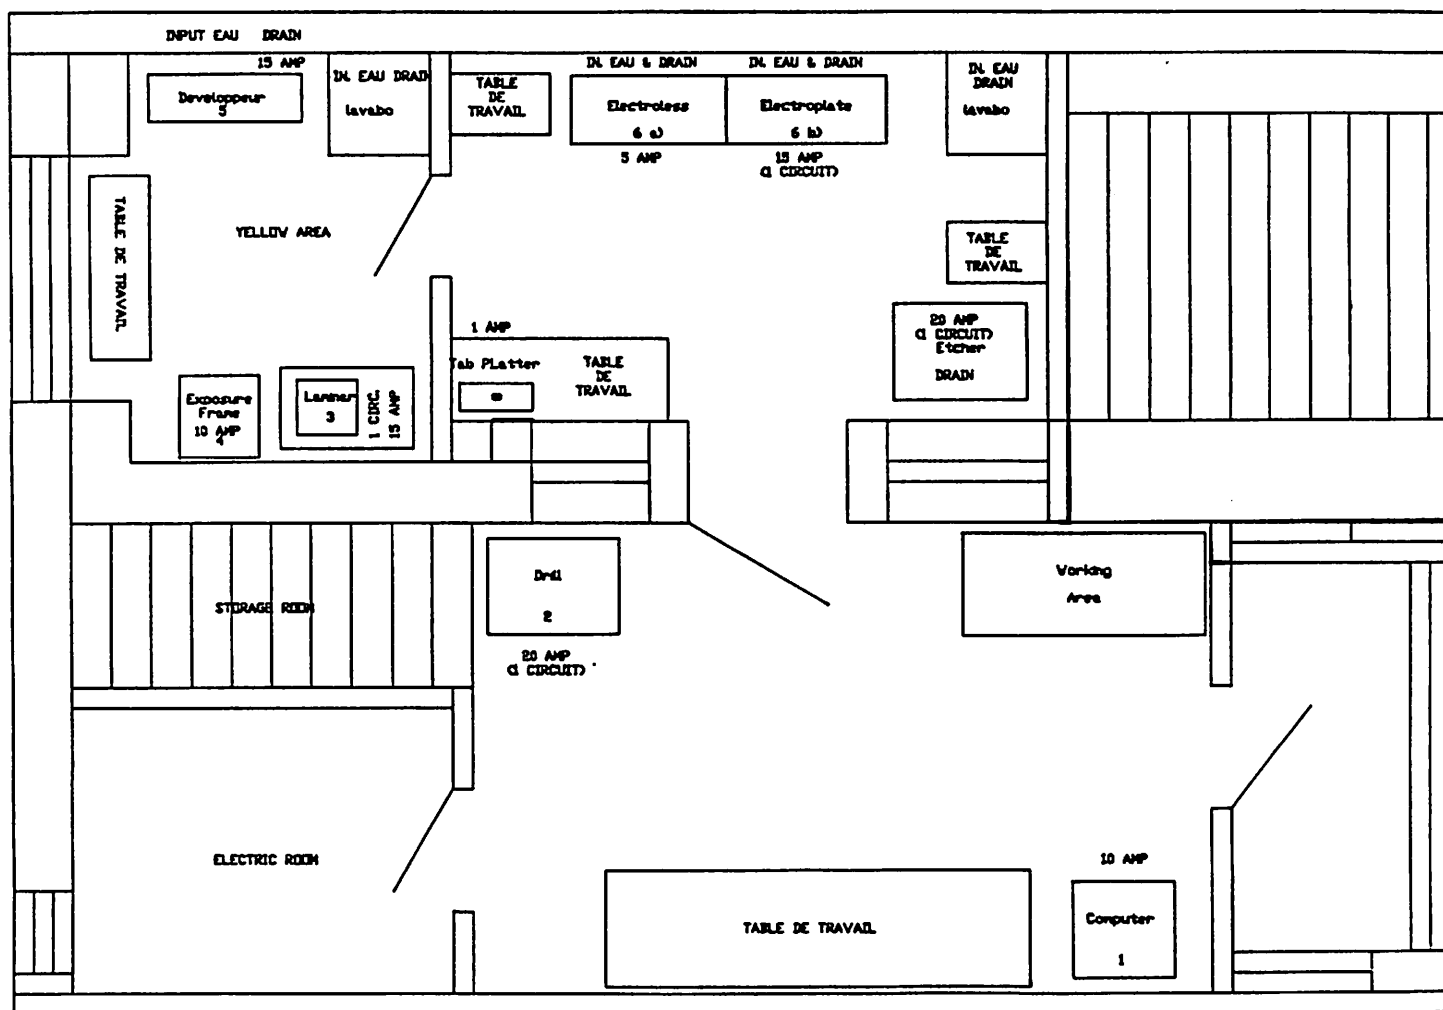 INPUT EAU DRAIN
15 AMP
Developpeur
5
IN. EAU DRAIN
lavabo
TABLE
DE
TRAVAIL
IN. EAU & DRAIN
Electroless
6 a)
5 AMP
IN. EAU & DRAIN
Electroplate
6 b)
15 AMP
(1 CIRCUIT)
IN. EAU
DRAIN
lavabo
TABLE DE TRAVAIL
YELLOW AREA
TABLE
DE
TRAVAIL
20 AMP
(1 CIRCUIT)
Etcher
DRAIN
1 AMP
Tab Platter
TABLE
DE
TRAVAIL
Exposure
Frame
10 AMP
4
Laminar
3
1 CIRC.
15 AMP
STORAGE ROOM
Drill
2
20 AMP
(1 CIRCUIT)
Working
Area
ELECTRIC ROOM
TABLE DE TRAVAIL
10 AMP
Computer
1